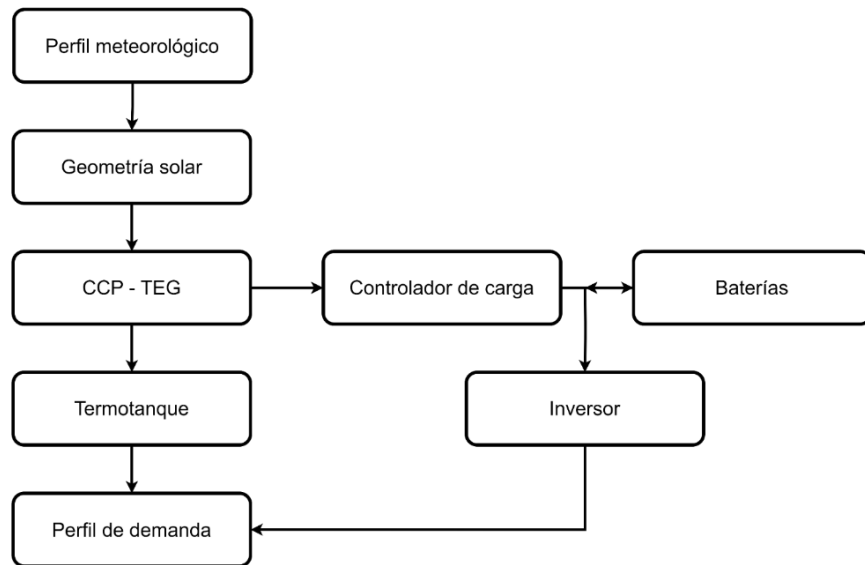 Perfil meteorológico
Geometría solar
CCP - TEG
Controlador de carga
Baterías
Termotanque
Inversor
Perfil de demanda